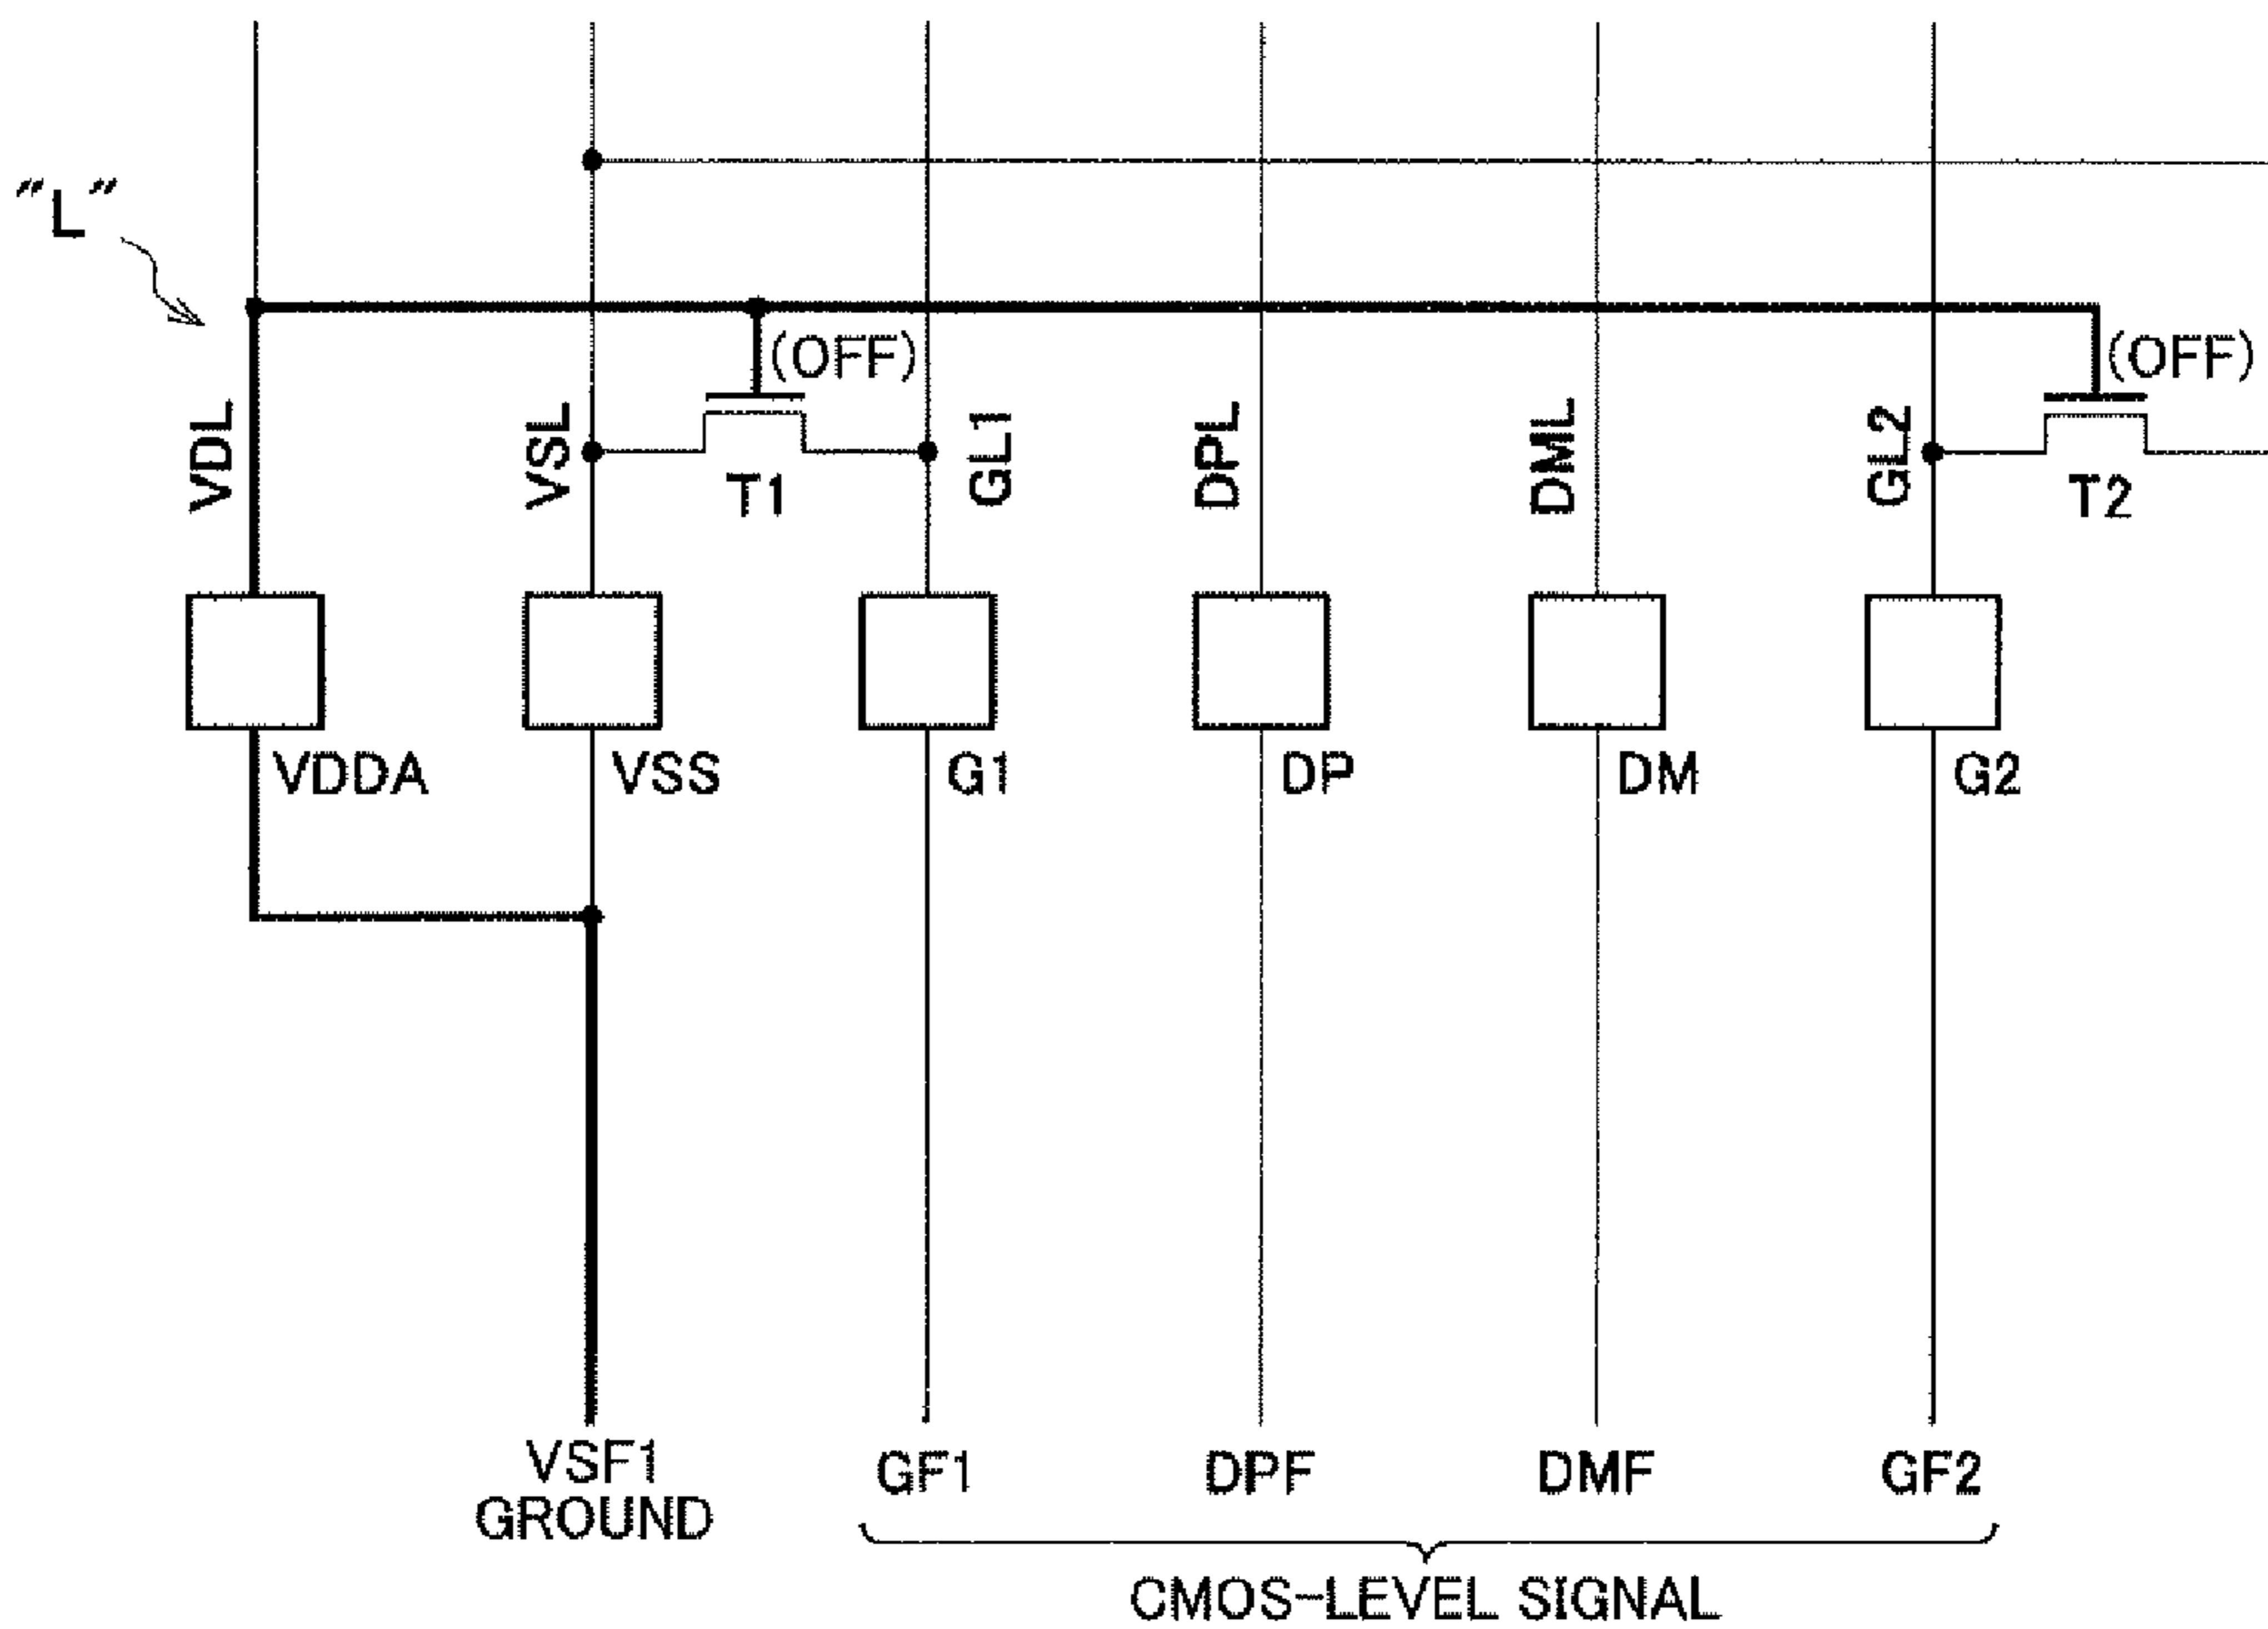 "L"
(OFF)
(OFF)
VDL
VSL
GL1
DPL
DML
GL2
T1
T2
VDDA
VSS
G1
DP
DM
G2
VSF1
GROUND
GF1
DPF
DMF
GF2
CMOS-LEVEL SIGNAL